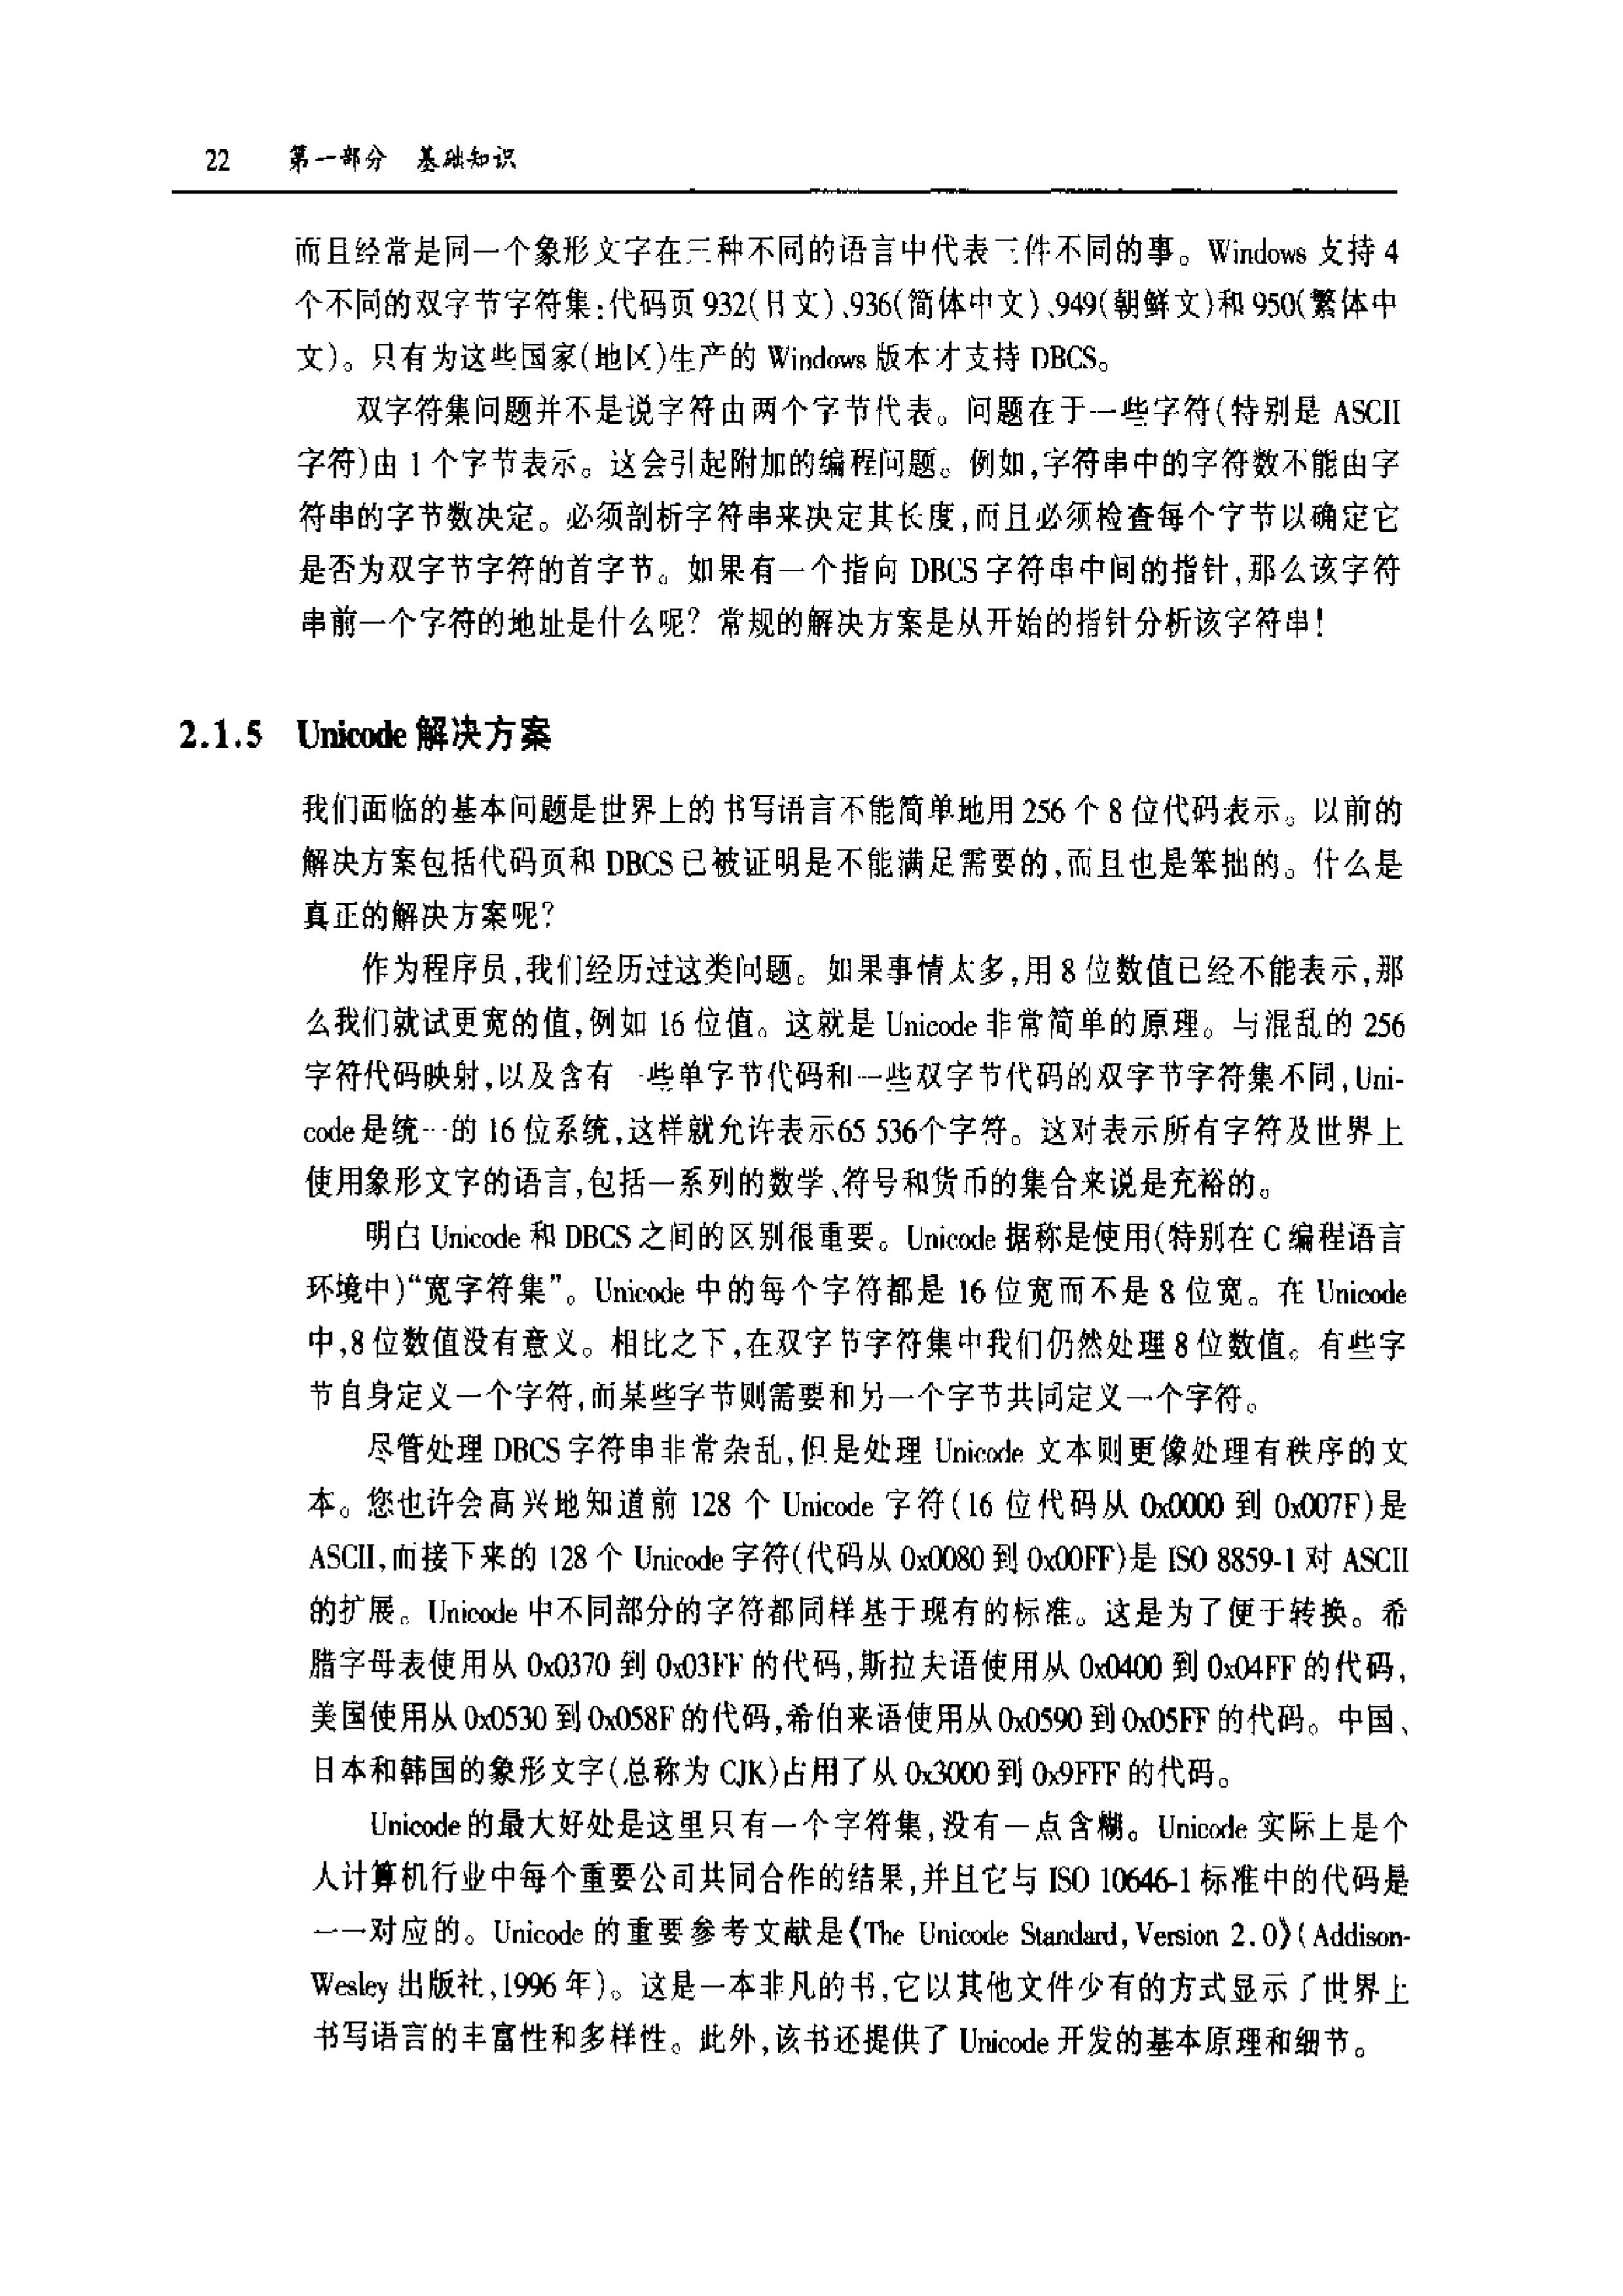 22 第一部分 基础知识
而且经常是同一个象形文字在三种不同的语言中代表三件不同的事。Windows 支持 4
个不同的双字节字符集:代码页 932(日文)、936(简体中文)、949(朝鲜文)和 950(繁体中
文)。只有为这些国家(地区)生产的 Windows 版本才支持 DBCS。
双字符集问题并不是说字符由两个字节代表。问题在于一些字符(特别是 ASCII
字符)由 1 个字节表示。这会引起附加的编程问题。例如,字符串中的字符数不能由字
符串的字节数决定。必须剖析字符串来决定其长度,而且必须检查每个字节以确定它
是否为双字节字符的首字节。如果有一个指向 DBCS 字符串中间的指针,那么该字符
串前一个字符的地址是什么呢? 常规的解决方案是从开始的指针分析该字符串!
2.1.5 Unicode 解决方案
我们面临的基本问题是世界上的书写语言不能简单地用 256 个 8 位代码表示。以前的
解决方案包括代码页和 DBCS 已被证明是不能满足需要的,而且也是笨拙的。什么是
真正的解决方案呢?
作为程序员,我们经历过这类问题。如果事情太多,用 8 位数值已经不能表示,那
么我们就试更宽的值,例如 16 位值。这就是 Unicode 非常简单的原理。与混乱的 256
字符代码映射,以及含有一些单字节代码和一些双字节代码的双字节字符集不同,Uni-
code 是统一的 16 位系统,这样就允许表示65 536个字符。这对表示所有字符及世界上
使用象形文字的语言,包括一系列的数学、符号和货币的集合来说是充裕的。
明白 Unicode 和 DBCS 之间的区别很重要。Unicode 据称是使用(特别在 C 编程语言
环境中)“宽字符集”。Unicode 中的每个字符都是 16 位宽而不是 8 位宽。在 Unicode
中,8 位数值没有意义。相比之下,在双字节字符集中我们仍然处理 8 位数值。有些字
节自身定义一个字符,而某些字节则需要和另一个字节共同定义一个字符。
尽管处理 DBCS 字符串非常杂乱,但是处理 Unicode 文本则更像处理有秩序的文
本。您也许会高兴地知道前 128 个 Unicode 字符(16 位代码从 0x0000 到 0x007F)是
ASCII,而接下来的 128 个 Unicode 字符(代码从 0x0080 到 0x00FF)是 ISO 8859-1 对 ASCII
的扩展。Unicode 中不同部分的字符都同样基于现有的标准。这是为了便于转换。希
腊字母表使用从 0x0370 到 0x03FF 的代码,斯拉夫语使用从 0x0400 到 0x04FF 的代码,
美国使用从 0x0530 到 0x058F 的代码,希伯来语使用从 0x0590 到 0x05FF 的代码。中国、
日本和韩国的象形文字(总称为 CJK)占用了从 0x3000 到 0x9FFF 的代码。
Unicode 的最大好处是这里只有一个字符集,没有一点含糊。Unicode 实际上是个
人计算机行业中每个重要公司共同合作的结果,并且它与 ISO 10646-1 标准中的代码是
一一对应的。Unicode 的重要参考文献是《The Unicode Standard, Version 2.0》(Addison-
Wesley 出版社,1996 年)。这是一本非凡的书,它以其他文件少有的方式显示了世界上
书写语言的丰富性和多样性。此外,该书还提供了 Unicode 开发的基本原理和细节。